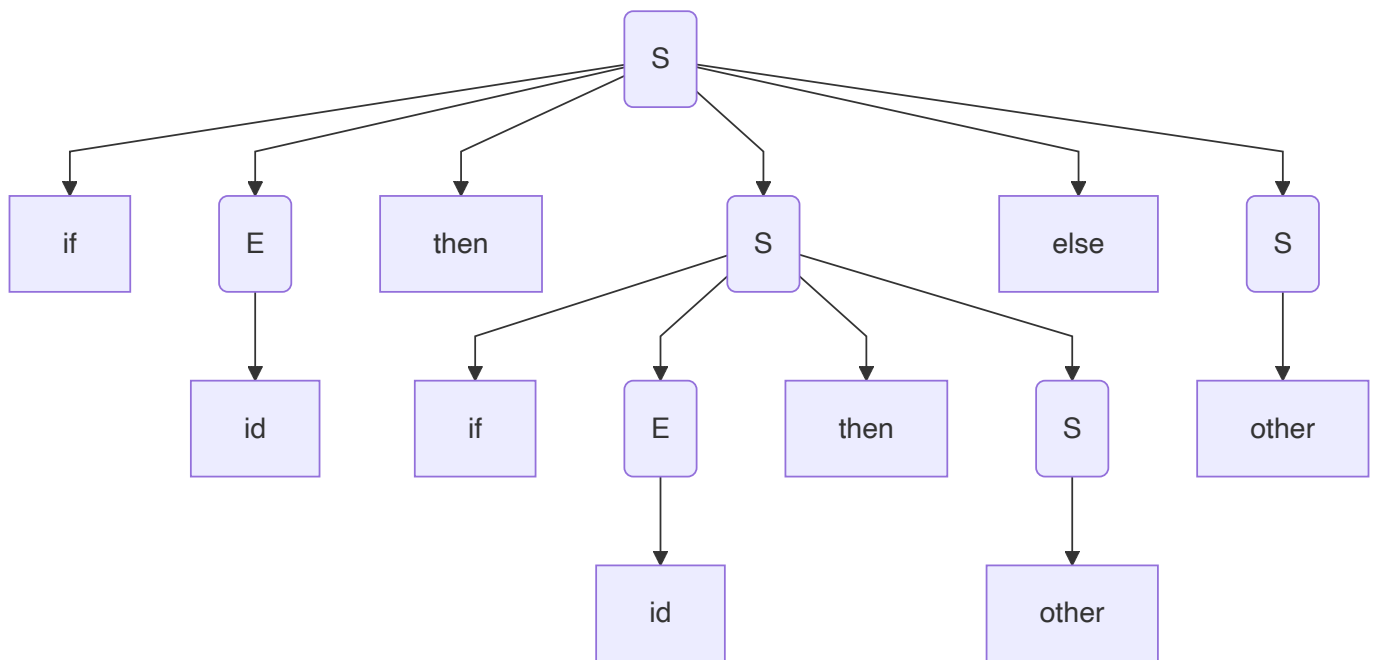 S
if E then S else S
id if E then S other
id other